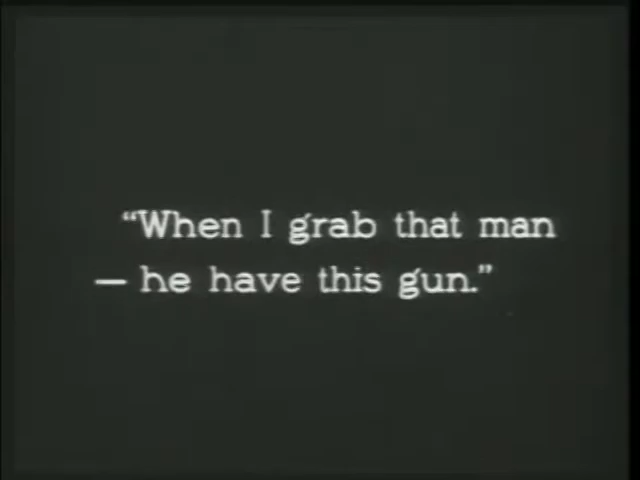 “When I grab that man
— he have this gun.”